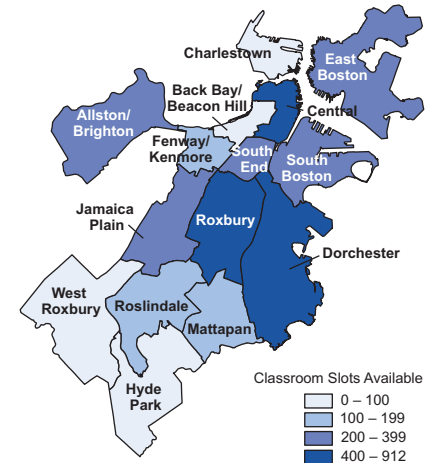 Charlestown
East
Boston
Back Bay/
Beacon Hill
Central
Allston/
Brighton
Fenway/
Kenmore
South
End
South
Boston
Jamaica
Plain
Roxbury
Dorchester
West
Roxbury
Roslindale
Mattapan
Hyde
Park
Classroom Slots Available
0 – 100
100 – 199
200 – 399
400 – 912